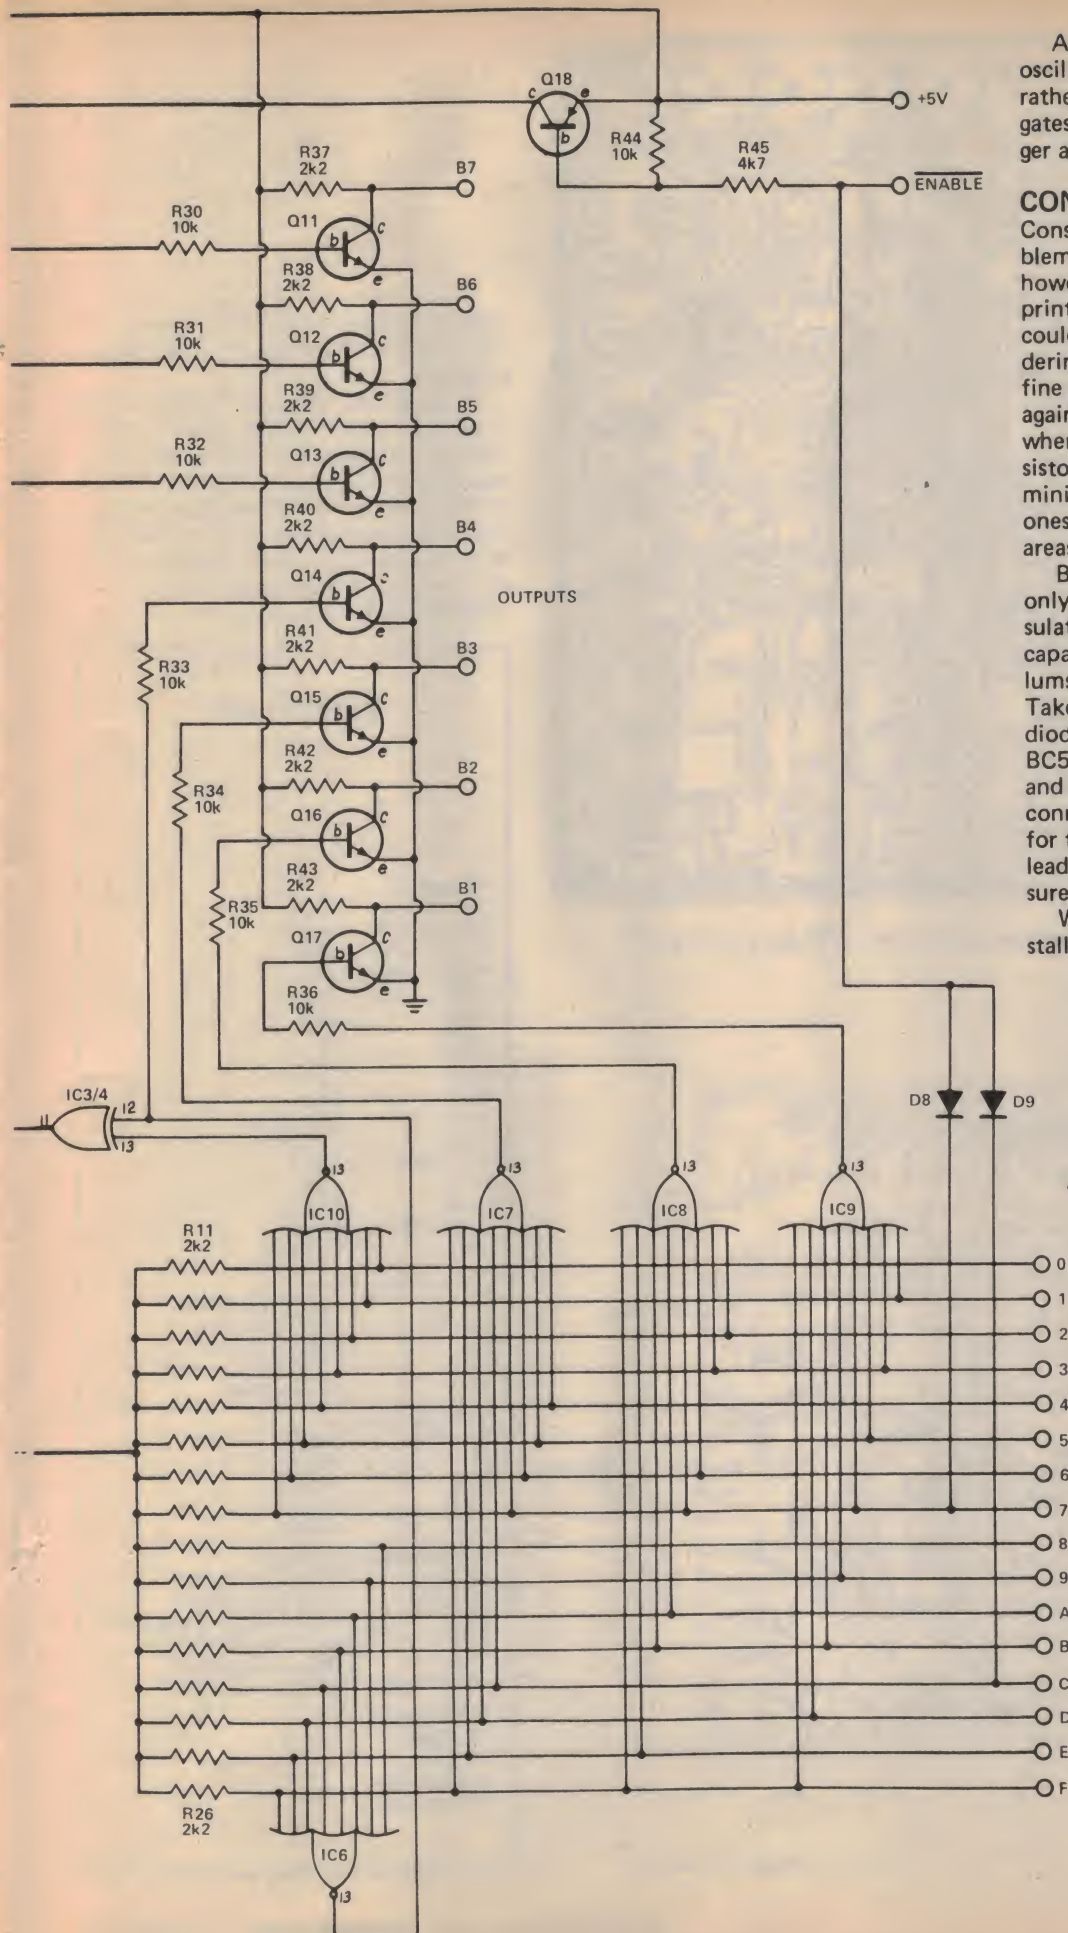 Q18
c
e
b
+5V
R44
10k
R45
4k7
ENABLE
R37
2k2
B7
R30
10k
Q11
b
c
e
R38
2k2
B6
R31
10k
Q12
b
c
e
R39
2k2
B5
R32
10k
Q13
b
c
e
R40
2k2
B4
Q14
b
c
e
OUTPUTS
R33
10k
R41
2k2
B3
Q15
b
c
e
R34
10k
R42
2k2
B2
Q16
b
c
e
R35
10k
R43
2k2
B1
Q17
b
c
e
R36
10k
IC3/4
11
12
13
D8
D9
13
IC10
13
IC7
13
IC8
13
IC9
R11
2k2
0
1
2
3
4
5
6
7
8
9
A
B
C
D
E
F
R26
2k2
IC6
13
A
oscil
rathe
gates
ger a
CON
Cons
blem
howe
print
could
derin
fine
again
when
sisto
mini
ones
areas
B
only
sulat
capa
lums
Take
diod
BC5
and
conn
for t
lead
sure
W
stall